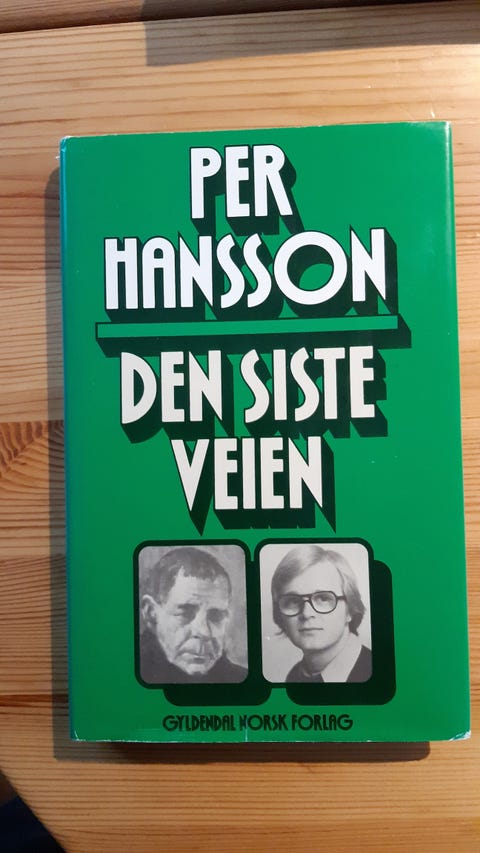 PER
HANSSON
DEN SISTE
VEIEN
GYLDENDAL NORSK FORLAG